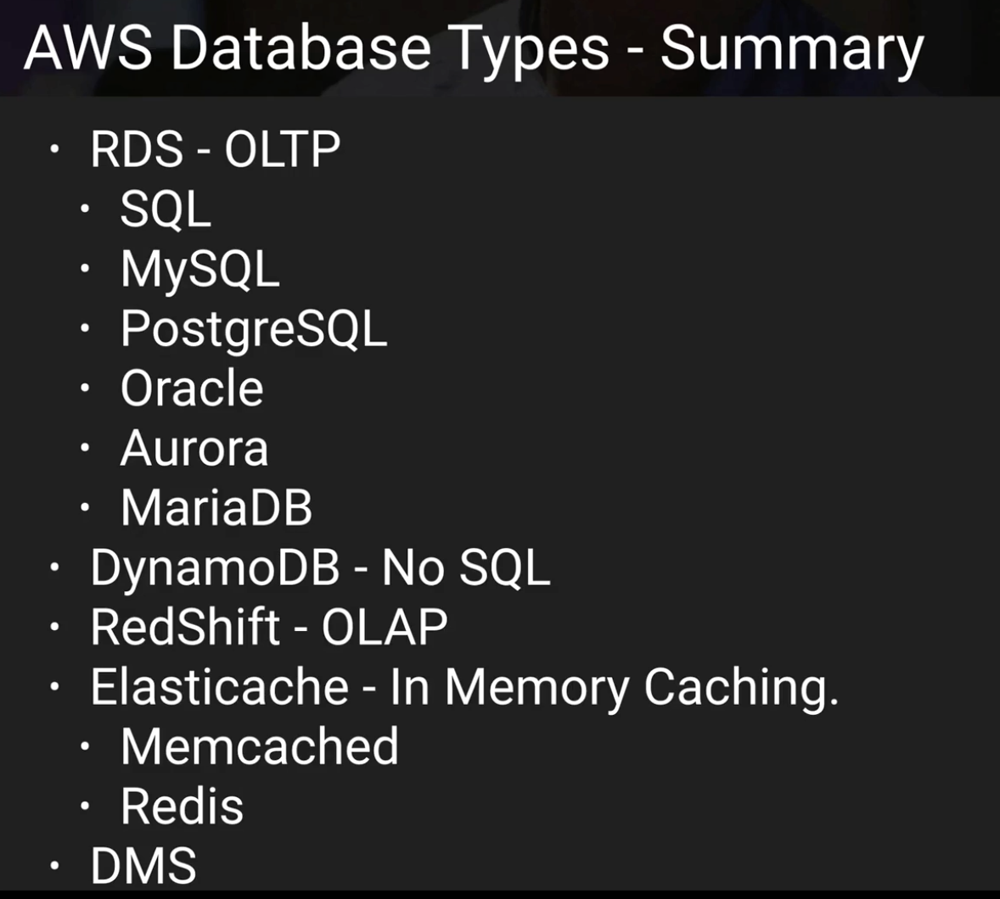 AWS Database Types - Summary
• RDS - OLTP
• SQL
• MySQL
• PostgreSQL
• Oracle
• Aurora
• MariaDB
• DynamoDB - No SQL
• RedShift - OLAP
• Elasticache - In Memory Caching.
• Memcached
• Redis
• DMS